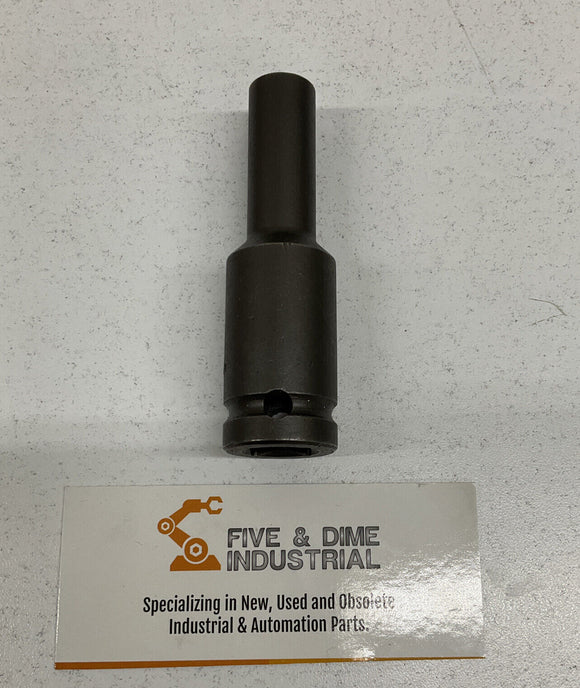 FIVE & DIME
INDUSTRIAL
Specializing in New, Used and Obsolete
Industrial & Automation Parts.